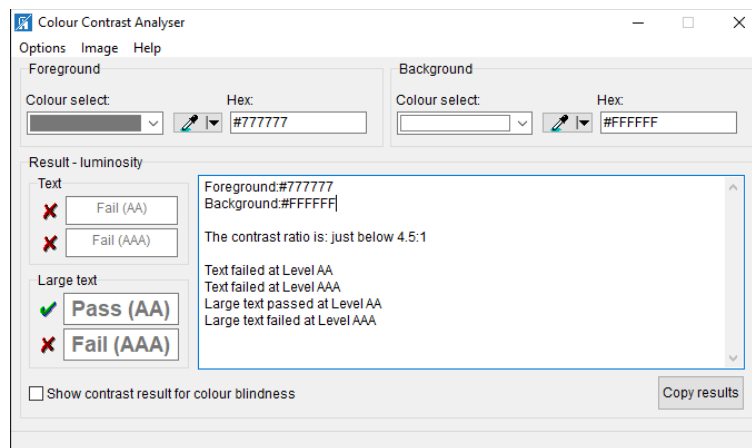 Colour Contrast Analyser
Options Image Help
Foreground
Colour select:
Hex:
#777777
Background
Colour select:
Hex:
#FFFFFF
Result - luminosity
Text
Fail (AA)
Fail (AAA)
Large text
Pass (AA)
Fail (AAA)
Foreground:#777777
Background:#FFFFFF
The contrast ratio is: just below 4.5:1
Text failed at Level AA
Text failed at Level AAA
Large text passed at Level AA
Large text failed at Level AAA
Show contrast result for colour blindness
Copy results